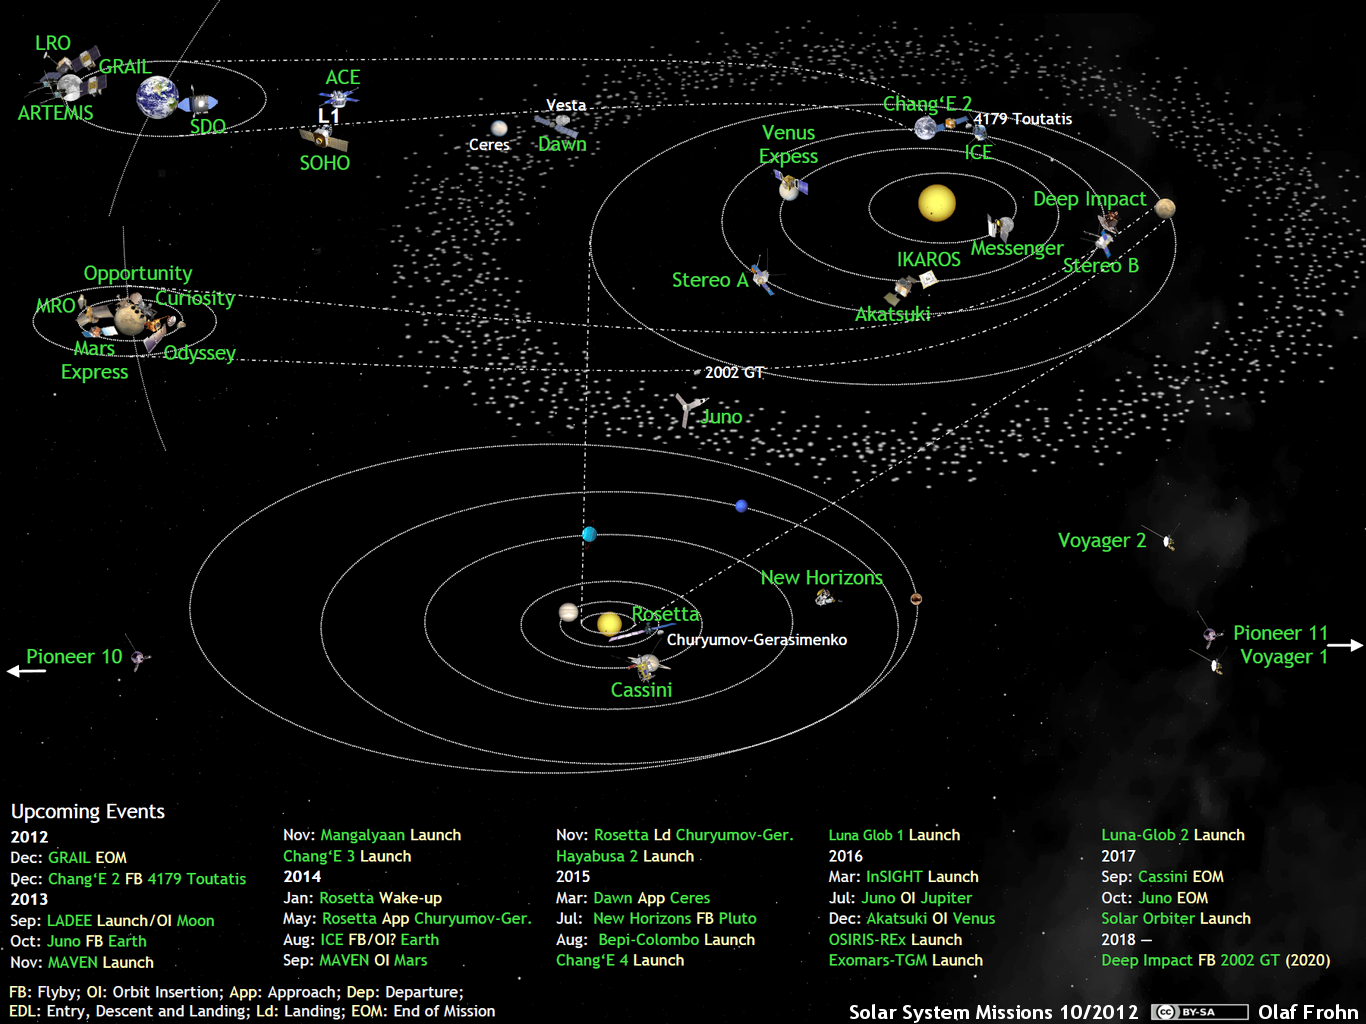 LRO
GRAIL
ARTEMIS
SDO
ACE
L1
SOHO
Vesta
Ceres
Dawn
Chang‘E 2
4179 Toutatis
ICE
Venus
Expess
Deep Impact
Messenger
Stereo B
IKAROS
Stereo A
Akatsuki
Opportunity
MRO
Curiosity
Mars
Express
Odyssey
2002 GT
Juno
Voyager 2
New Horizons
Rosetta
Churyumov-Gerasimenko
Cassini
Pioneer 10
Pioneer 11
Voyager 1
Upcoming Events
2012
Dec: GRAIL EOM
Dec: Chang‘E 2 FB 4179 Toutatis
2013
Sep: LADEE Launch/OI Moon
Oct: Juno FB Earth
Nov: MAVEN Launch
Nov: Mangalyaan Launch
Chang‘E 3 Launch
2014
Jan: Rosetta Wake-up
May: Rosetta App Churyumov-Ger.
Aug: ICE FB/OI? Earth
Sep: MAVEN OI Mars
Nov: Rosetta Ld Churyumov-Ger.
Hayabusa 2 Launch
2015
Mar: Dawn App Ceres
Jul: New Horizons FB Pluto
Aug: Bepi-Colombo Launch
Chang‘E 4 Launch
Luna Glob 1 Launch
2016
Mar: InSIGHT Launch
Jul: Juno OI Jupiter
Dec: Akatsuki OI Venus
OSIRIS-REx Launch
Exomars-TGM Launch
Luna-Glob 2 Launch
2017
Sep: Cassini EOM
Oct: Juno EOM
Solar Orbiter Launch
2018 —
Deep Impact FB 2002 GT (2020)
FB: Flyby; OI: Orbit Insertion; App: Approach; Dep: Departure;
EDL: Entry, Descent and Landing; Ld: Landing; EOM: End of Mission
Solar System Missions 10/2012 cc BY-SA Olaf Frohn